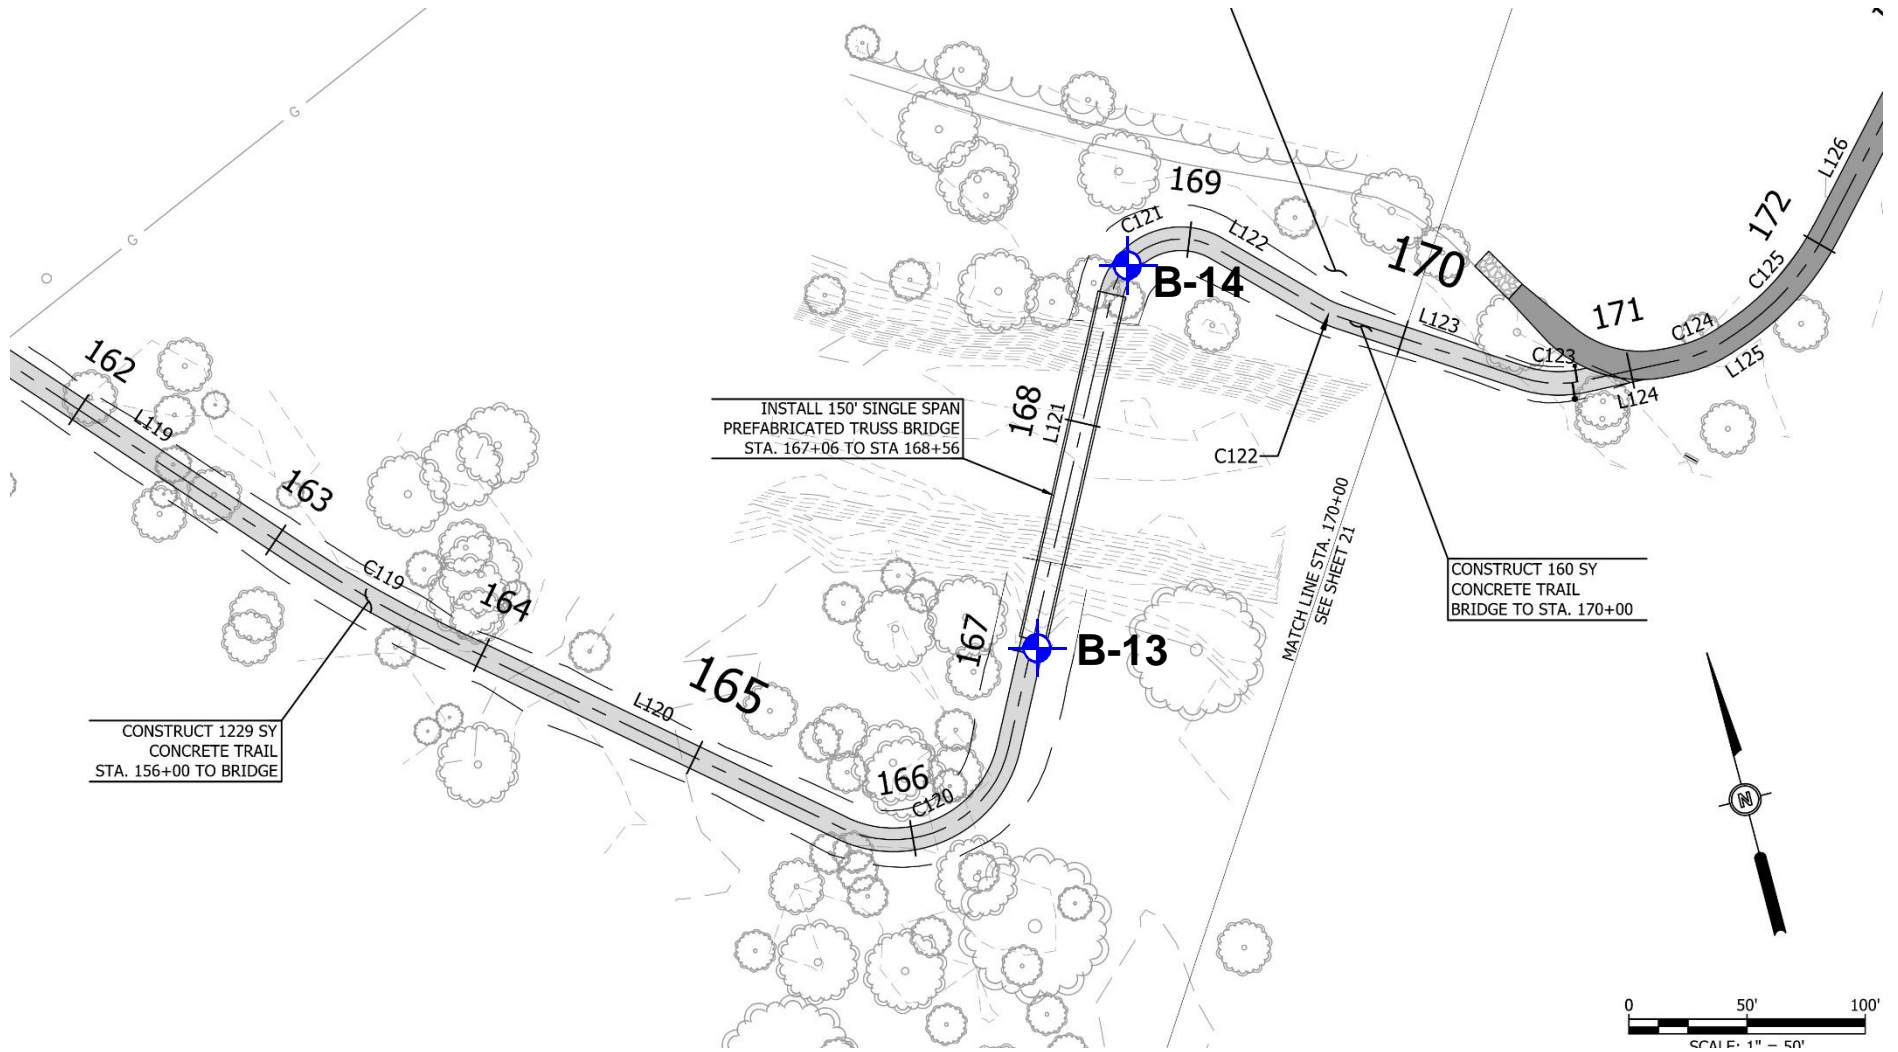 G
G
169
C121
L122
170
L126
172
C125
171
C124
L125
L123
C123
L124
B-14
162
L119
163
C119
164
INSTALL 150' SINGLE SPAN
PREFABRICATED TRUSS BRIDGE
STA. 167+06 TO STA 168+56
168
L121
C122
MATCH LINE STA. 170+00
SEE SHEET 21
CONSTRUCT 160 SY
CONCRETE TRAIL
BRIDGE TO STA. 170+00
167
B-13
165
L120
166
C120
CONSTRUCT 1229 SY
CONCRETE TRAIL
STA. 156+00 TO BRIDGE
N
0 50' 100'
SCALE: 1" = 50'